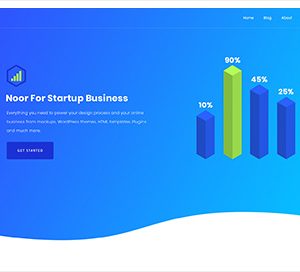 Home Blog About
90%
Noor For Startup Business
Everything you need to power your design process and your online
business from mockups, WordPress themes, HTML templates, Plugins
and much more.
GET STARTED
10%
45%
25%